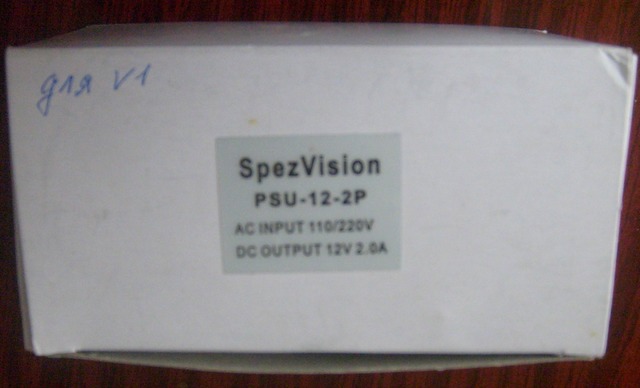 для v1
SpezVision
PSU-12-2P
AC INPUT 110/220V
DC OUTPUT 12V 2.0A